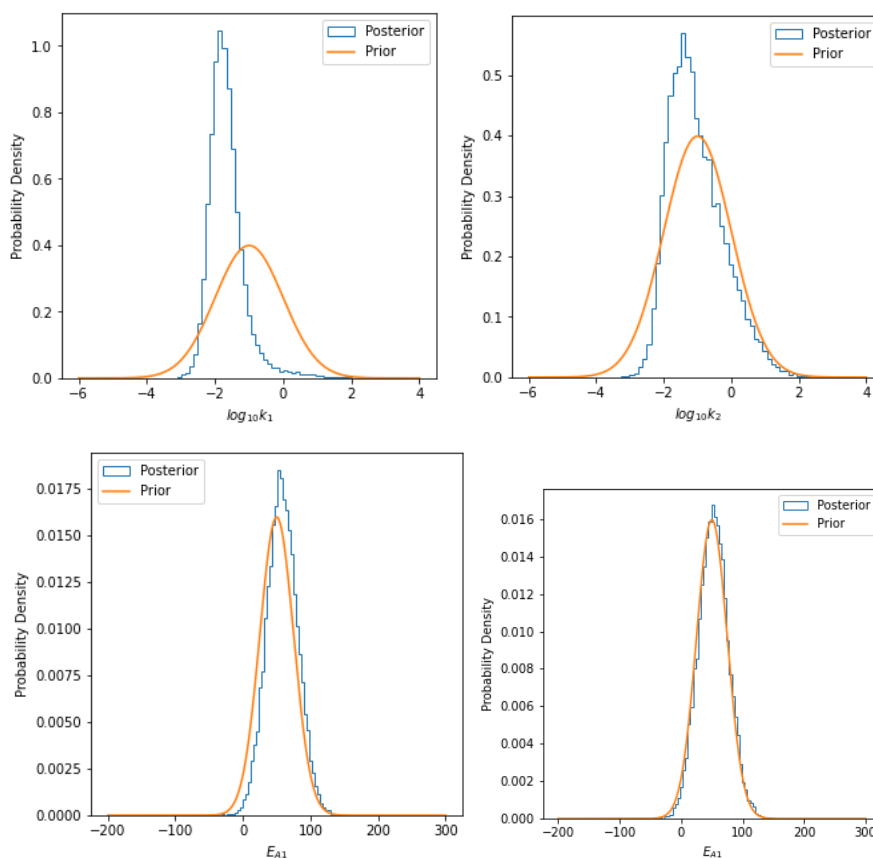 Posterior
Prior
1.0
0.8
0.6
0.4
0.2
0.0
Probability Density
−6 −4 −2 0 2 4
log₁₀k₁
Posterior
Prior
0.5
0.4
0.3
0.2
0.1
0.0
Probability Density
−6 −4 −2 0 2 4
log₁₀k₂
Posterior
Prior
0.0175
0.0150
0.0125
0.0100
0.0075
0.0050
0.0025
0.0000
Probability Density
−200 −100 0 100 200 300
E_A1
Posterior
Prior
0.016
0.014
0.012
0.010
0.008
0.006
0.004
0.002
0.000
Probability Density
−200 −100 0 100 200 300
E_A1